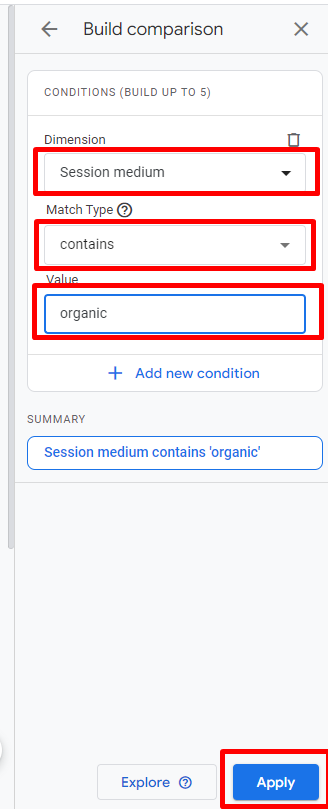 Build comparison
CONDITIONS (BUILD UP TO 5)
Dimension
Session medium
Match Type
contains
Value
organic
Add new condition
SUMMARY
Session medium contains 'organic'
Explore
Apply